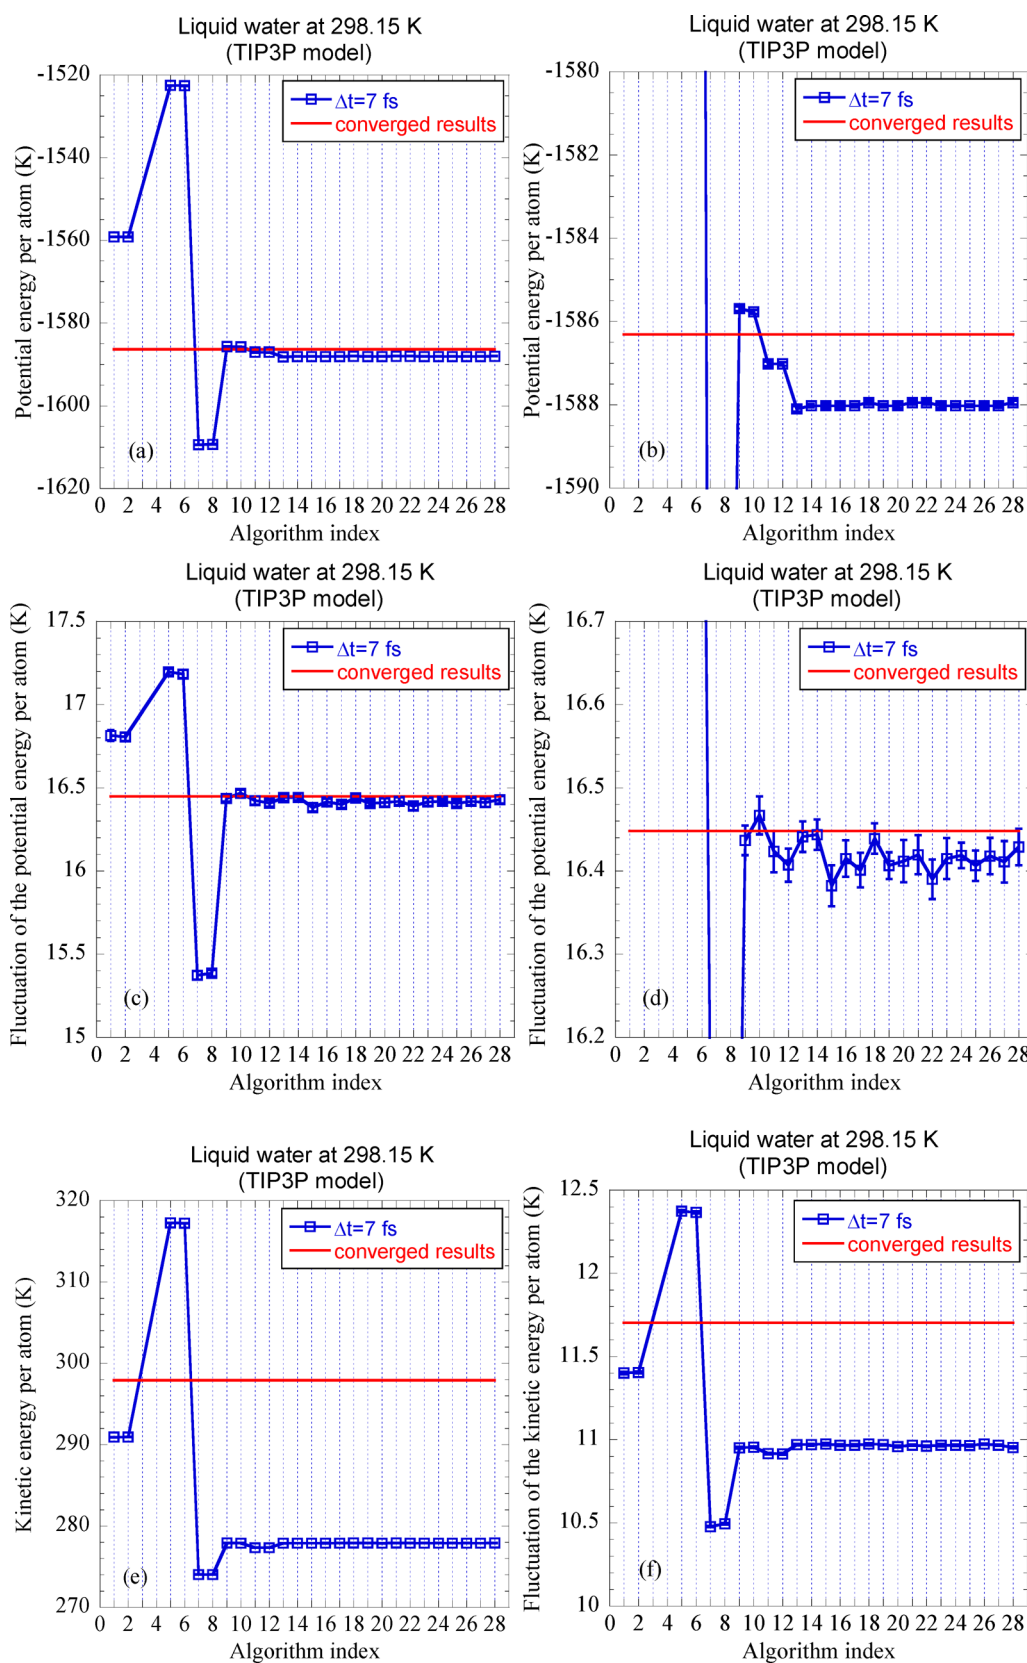 Liquid water at 298.15 K
(TIP3P model)
Potential energy per atom (K)
-1520
-1540
-1560
-1580
-1600
-1620
Δt=7 fs
converged results
(a)
0 2 4 6 8 10 12 14 16 18 20 22 24 26 28
Algorithm index
Liquid water at 298.15 K
(TIP3P model)
Potential energy per atom (K)
-1580
-1582
-1584
-1586
-1588
-1590
Δt=7 fs
converged results
(b)
0 2 4 6 8 10 12 14 16 18 20 22 24 26 28
Algorithm index
Liquid water at 298.15 K
(TIP3P model)
Fluctuation of the potential energy per atom (K)
17.5
17
16.5
16
15.5
15
Δt=7 fs
converged results
(c)
0 2 4 6 8 10 12 14 16 18 20 22 24 26 28
Algorithm index
Liquid water at 298.15 K
(TIP3P model)
Fluctuation of the potential energy per atom (K)
16.7
16.6
16.5
16.4
16.3
16.2
Δt=7 fs
converged results
(d)
0 2 4 6 8 10 12 14 16 18 20 22 24 26 28
Algorithm index
Liquid water at 298.15 K
(TIP3P model)
Kinetic energy per atom (K)
320
310
300
290
280
270
Δt=7 fs
converged results
(e)
0 2 4 6 8 10 12 14 16 18 20 22 24 26 28
Algorithm index
Liquid water at 298.15 K
(TIP3P model)
Fluctuation of the kinetic energy per atom (K)
12.5
12
11.5
11
10.5
10
Δt=7 fs
converged results
(f)
0 2 4 6 8 10 12 14 16 18 20 22 24 26 28
Algorithm index